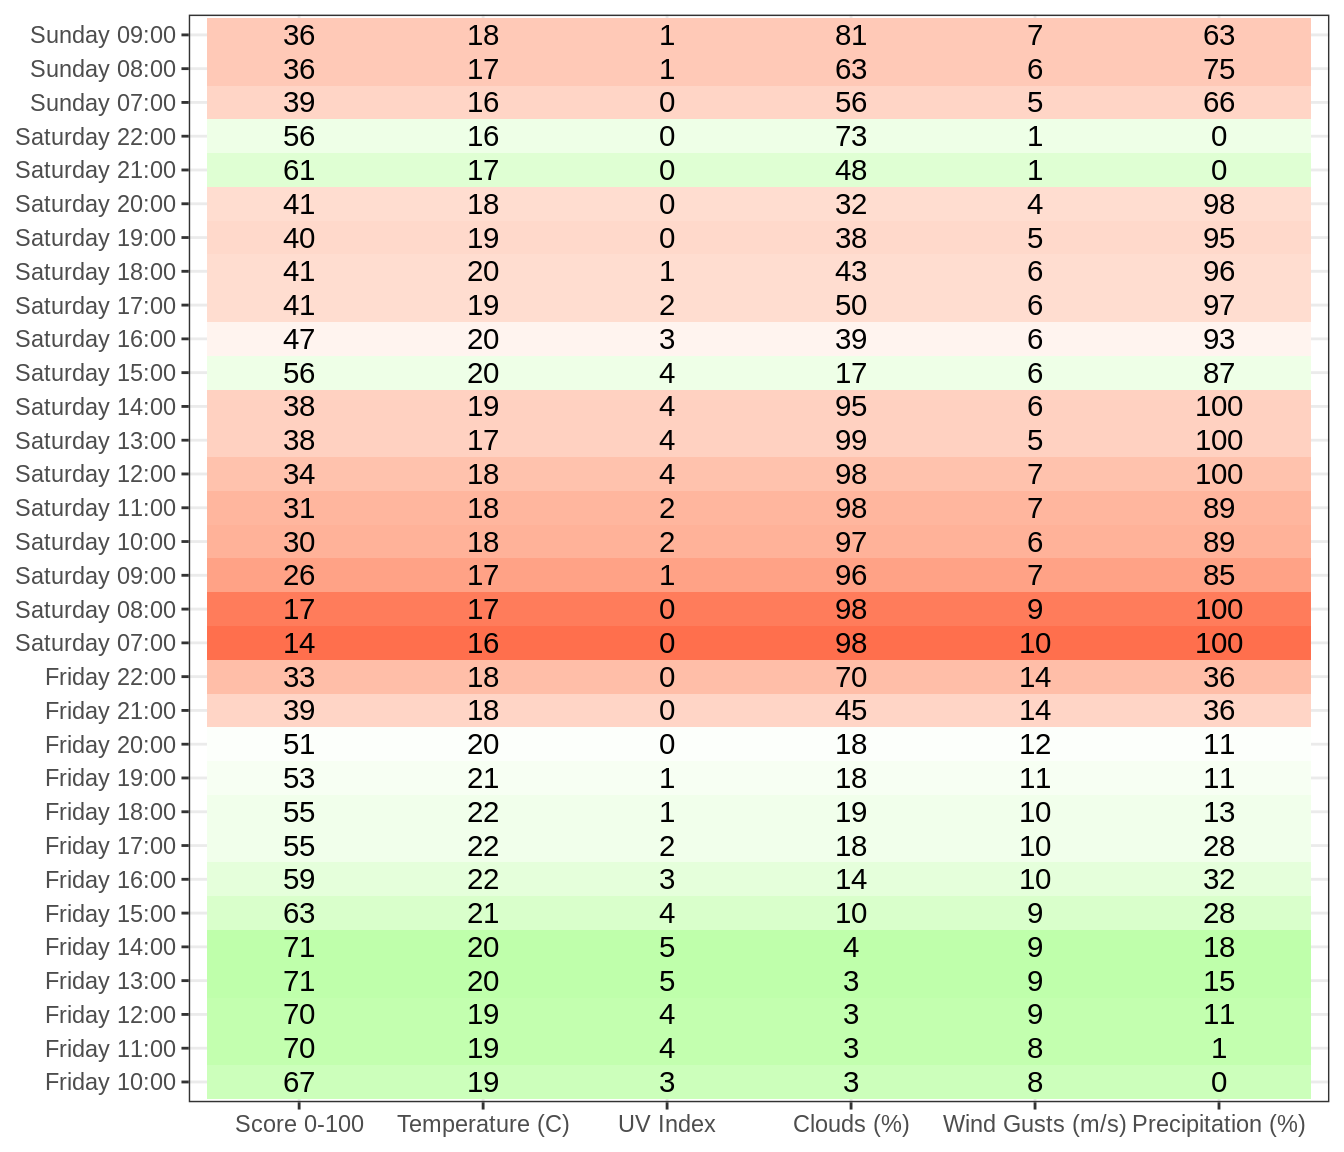 Sunday 09:00 36 18 1 81 7 63
Sunday 08:00 36 17 1 63 6 75
Sunday 07:00 39 16 0 56 5 66
Saturday 22:00 56 16 0 73 1 0
Saturday 21:00 61 17 0 48 1 0
Saturday 20:00 41 18 0 32 4 98
Saturday 19:00 40 19 0 38 5 95
Saturday 18:00 41 20 1 43 6 96
Saturday 17:00 41 19 2 50 6 97
Saturday 16:00 47 20 3 39 6 93
Saturday 15:00 56 20 4 17 6 87
Saturday 14:00 38 19 4 95 6 100
Saturday 13:00 38 17 4 99 5 100
Saturday 12:00 34 18 4 98 7 100
Saturday 11:00 31 18 2 98 7 89
Saturday 10:00 30 18 2 97 6 89
Saturday 09:00 26 17 1 96 7 85
Saturday 08:00 17 17 0 98 9 100
Saturday 07:00 14 16 0 98 10 100
Friday 22:00 33 18 0 70 14 36
Friday 21:00 39 18 0 45 14 36
Friday 20:00 51 20 0 18 12 11
Friday 19:00 53 21 1 18 11 11
Friday 18:00 55 22 1 19 10 13
Friday 17:00 55 22 2 18 10 28
Friday 16:00 59 22 3 14 10 32
Friday 15:00 63 21 4 10 9 28
Friday 14:00 71 20 5 4 9 18
Friday 13:00 71 20 5 3 9 15
Friday 12:00 70 19 4 3 9 11
Friday 11:00 70 19 4 3 8 1
Friday 10:00 67 19 3 3 8 0
Score 0-100 Temperature (C) UV Index Clouds (%) Wind Gusts (m/s) Precipitation (%)